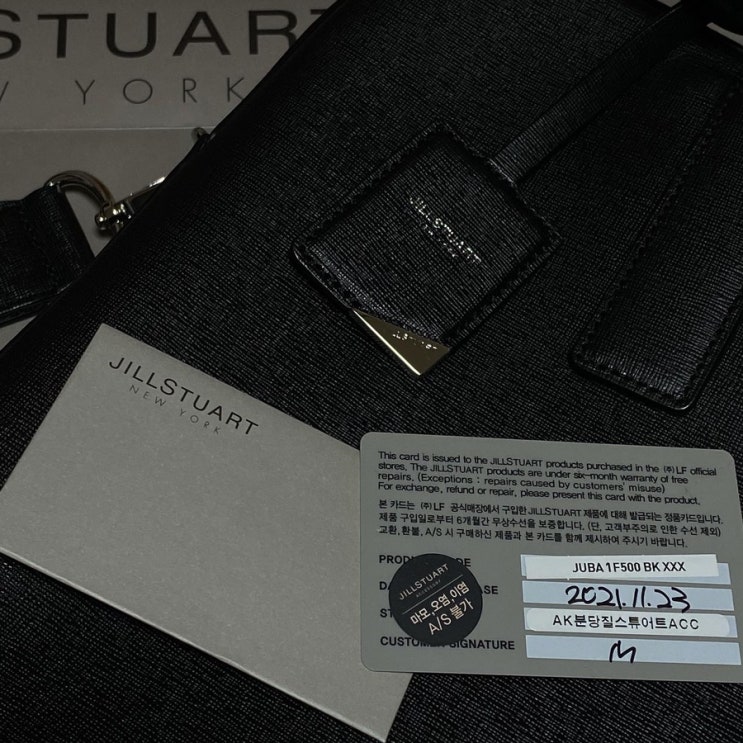 STUART
YORK
JILLSTUART
NEW YORK
JILLSTUART
NEW YORK
This card is issued to the JILLSTUART products purchased in the ㈜LF official
stores. The JILLSTUART products are under six-month warranty of free
repairs. (Exceptions : repairs caused by customers' misuse)
For exchange, refund or repair, please present this card with the product.
본 카드는 ㈜LF 공식매장에서 구입한 JILLSTUART 제품에 대해 발급되는 정품카드입니다.
제품 구입일로부터 6개월간 무상수선을 보증합니다. (단, 고객부주의로 인한 수선 제외)
교환, 환불, A/S 시 구매하신 제품과 본 카드를 함께 제시하여 주시기 바랍니다.
JUBA1F500 BK XXX
2021.11.23
AK분당질스튜어트ACC
CUSTOMER SIGNATURE
JILLSTUART
마모,오염,이염
A/S 불가